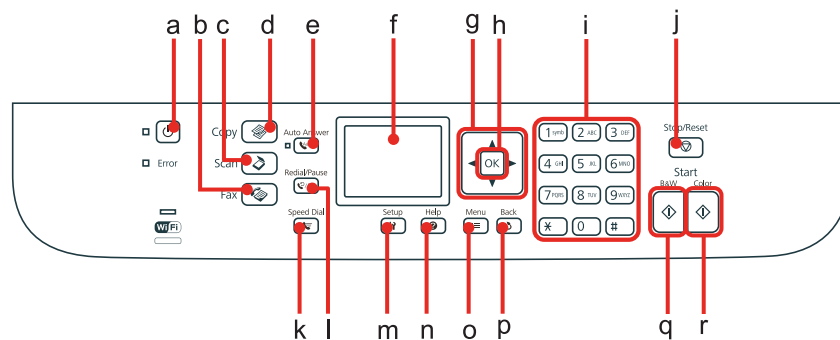 a b c d e f g h i j
Copy
Auto Answer
Stop/Reset
Error
Scan
Redial/Pause
Fax
Speed Dial
Setup
Help
Menu
Back
OK
1 symb 2 ABC 3 DEF
4 GHI 5 JKL 6 MNO
7 PQRS 8 TUV 9 WXYZ
* 0 #
Start
B&W Color
Wi Fi
k l m n o p q r